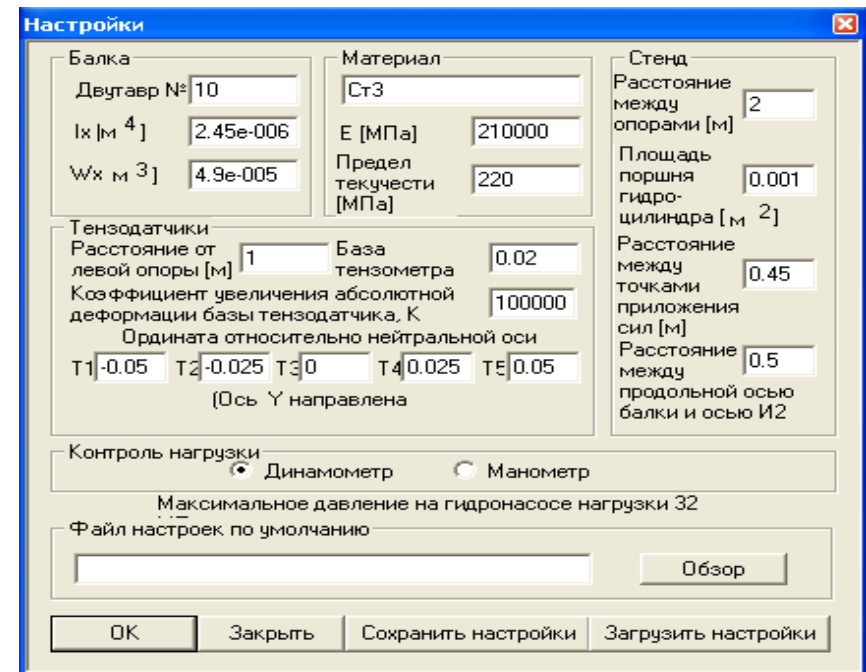 Настройки
Балка
Двутавр № 10
Ix |м 4 ]
2.45e-006
Wx м 3 ]
4.9e-005
Материал
Ст3
E [МПа]
210000
Предел
текучести
[МПа]
220
Стенд
Расстояние
между
опорами [м]
2
Площадь
поршня
гидро-
цилиндра [ м 2]
0.001
Расстояние
между
точками
приложения
сил [м]
0.45
Расстояние
между
продольной осью
балки и осью И2
0.5
Тензодатчики
Расстояние от
левой опоры [м]
1
База
тензометра
0.02
Коэффициент увеличения абсолютной
деформации базы тензодатчика, К
100000
Ордината относительно нейтральной оси
T1 -0.05 T2 -0.025 T3 0 T4 0.025 T5 0.05
(Ось Y направлена
Контроль нагрузки
Динамометр Манометр
Максимальное давление на гидронасосе нагрузки 32
Файл настроек по умолчанию
Обзор
OK Закрыть Сохранить настройки Загрузить настройки